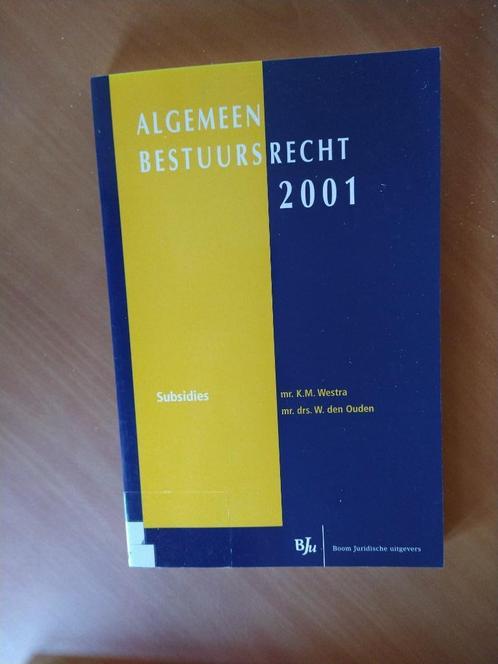 ALGEMEEN
BESTUURSRECHT
2001
Subsidies
mr. K.M. Westra
mr. drs. W. den Ouden
BJu
Boom Juridische uitgevers